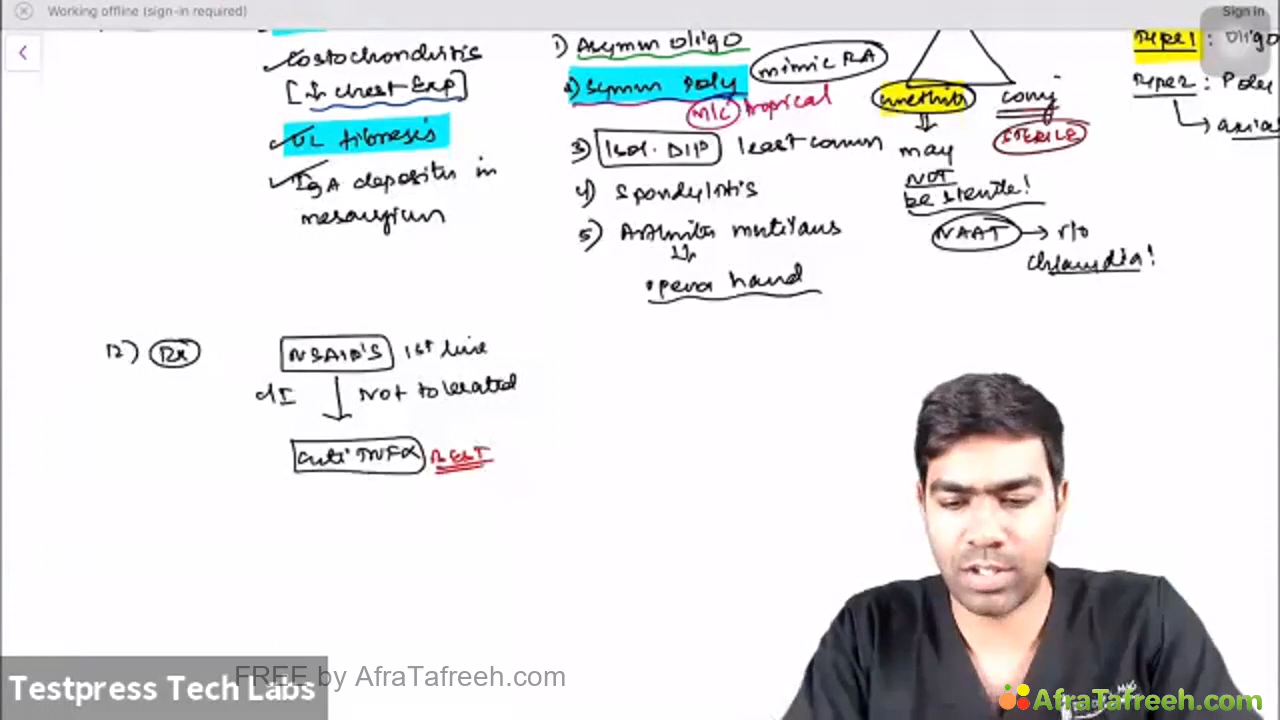 Working offline (sign-in required)
Sign in
Costochondritis
[↓ chest Exp]
UL fibrosis
IgA deposits in
mesangium
1) Asymm oligo
2) Symm poly
mimic RA
M/C tropical
3) Isol. DIP least common
4) Spondylitis
5) Arthritis mutilans
opera hand
urethritis
conj
STERILE
may
NOT
be sterile!
NAAT → r/o
chlamydia!
Type 1 : Oligo
Type 2 : Poly
→ axial
12) Rx
NSAID'S 1st line
CI
Not tolerated
anti TNFα BEST
Testpress Tech Labs
FREE by AfraTafreeh.com
AfraTafreeh.com